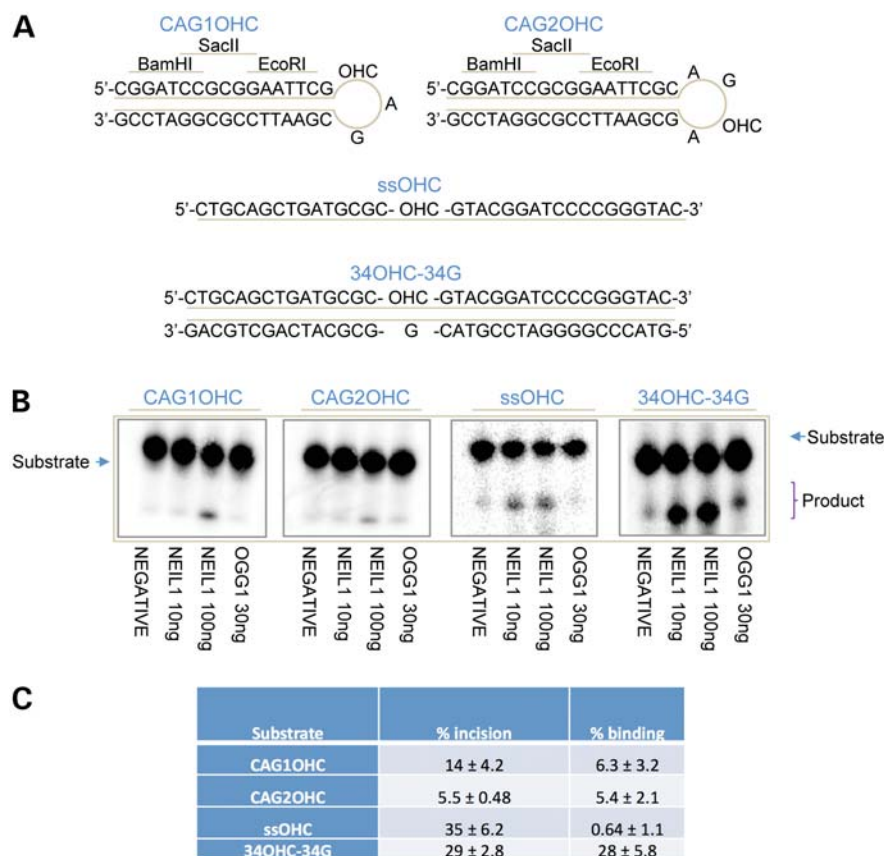 A
CAG1OHC
SacII
BamHI EcoRI
OHC
5'-CGGATCCGCGGAATTCG
A
3'-GCCTAGGCGCCTTAAGC
G
CAG2OHC
SacII
BamHI EcoRI
A
G
5'-CGGATCCGCGGAATTCGC
OHC
3'-GCCTAGGCGCCTTAAGCG
A
ssOHC
5'-CTGCAGCTGATGCGC- OHC -GTACGGATCCCCGGGTAC-3'
34OHC-34G
5'-CTGCAGCTGATGCGC- OHC -GTACGGATCCCCGGGTAC-3'
3'-GACGTCGACTACGCG- G -CATGCCTAGGGGCCCATG-5'
B
CAG1OHC CAG2OHC ssOHC 34OHC-34G
Substrate
Substrate
Product
NEGATIVE
NEIL1 10ng
NEIL1 100ng
OGG1 30ng
NEGATIVE
NEIL1 10ng
NEIL1 100ng
OGG1 30ng
NEGATIVE
NEIL1 10ng
NEIL1 100ng
OGG1 30ng
NEGATIVE
NEIL1 10ng
NEIL1 100ng
OGG1 30ng
C
Substrate % incision % binding
CAG1OHC 14 ± 4.2 6.3 ± 3.2
CAG2OHC 5.5 ± 0.48 5.4 ± 2.1
ssOHC 35 ± 6.2 0.64 ± 1.1
34OHC-34G 29 ± 2.8 28 ± 5.8